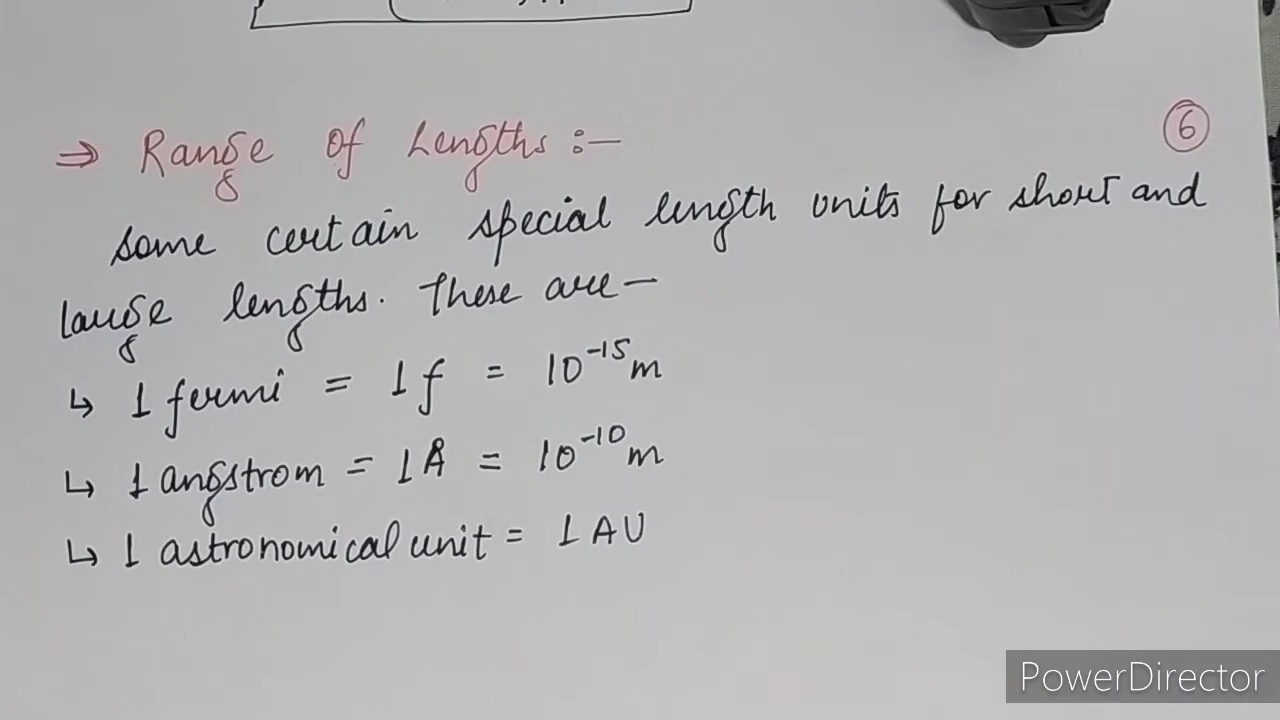 ⇒ Range of Lengths :-
6
some certain special length units for short and
large lengths. These are —
↳ 1 fermi = 1 f = 10⁻¹⁵ m
↳ 1 angstrom = 1 Å = 10⁻¹⁰ m
↳ 1 astronomical unit = 1 AU
PowerDirector